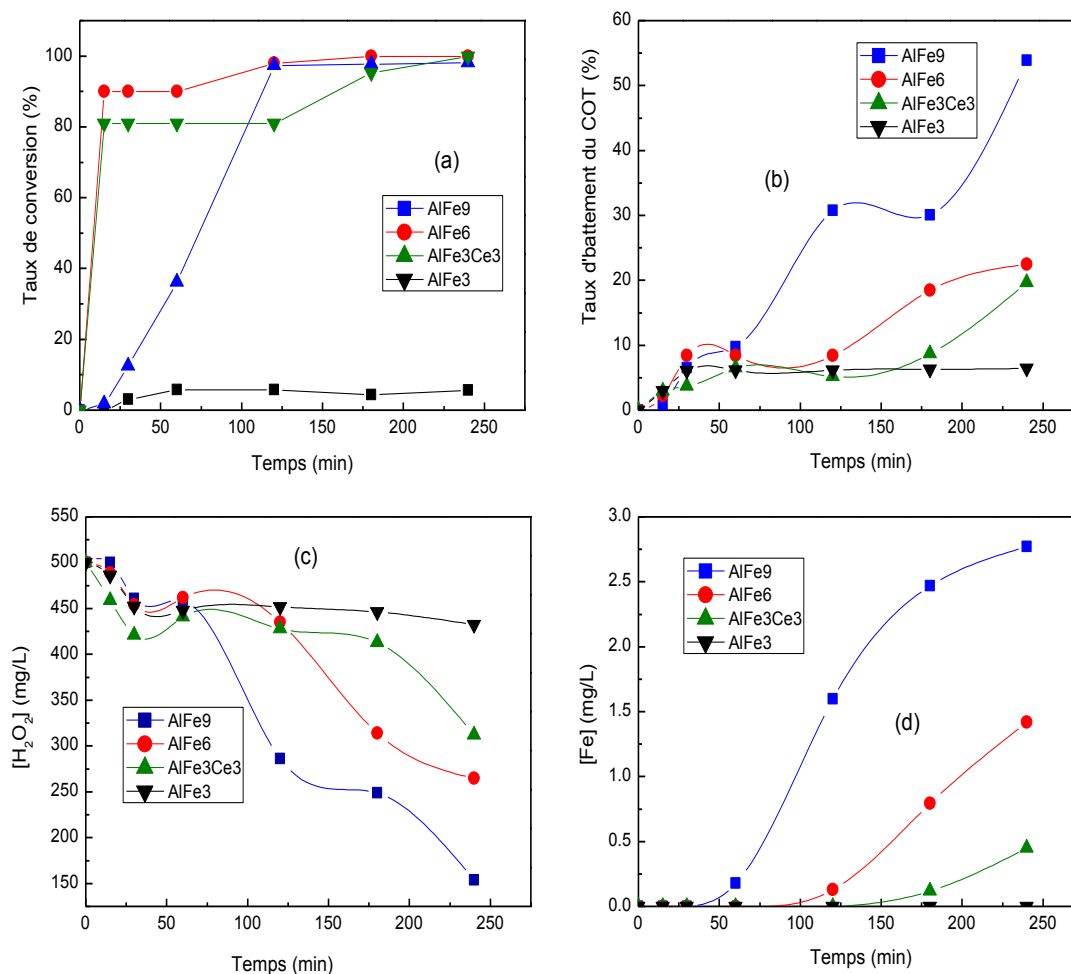 Taux de conversion (%)
100
80
60
40
20
0
0 50 100 150 200 250
Temps (min)
(a)
AlFe9
AlFe6
AlFe3Ce3
AlFe3
Taux d'battement du COT (%)
60
50
40
30
20
10
0
0 50 100 150 200 250
Temps (min)
(b)
AlFe9
AlFe6
AlFe3Ce3
AlFe3
[H₂O₂] (mg/L)
550
500
450
400
350
300
250
200
150
0 50 100 150 200 250
Temps (min)
(c)
AlFe9
AlFe6
AlFe3Ce3
AlFe3
[Fe] (mg/L)
3.0
2.5
2.0
1.5
1.0
0.5
0.0
0 50 100 150 200 250
Temps (min)
(d)
AlFe9
AlFe6
AlFe3Ce3
AlFe3